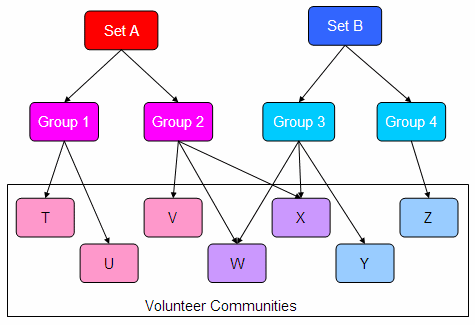 Set A
Set B
Group 1
Group 2
Group 3
Group 4
T
V
X
Z
U
W
Y
Volunteer Communities